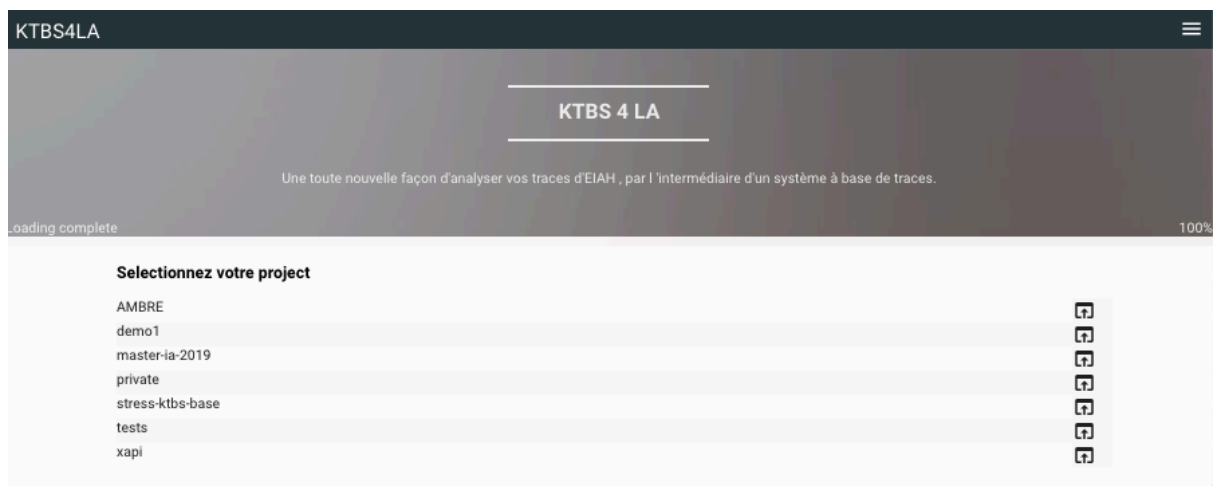 KTBS4LA
KTBS 4 LA
Une toute nouvelle façon d'analyser vos traces d'EIAH , par l 'intermédiaire d'un système à base de traces.
Loading complete 100%
Selectionnez votre project
AMBRE
demo1
master-ia-2019
private
stress-ktbs-base
tests
xapi